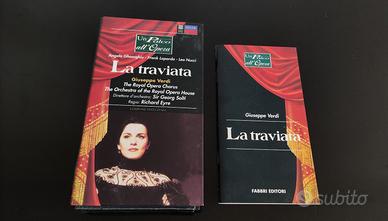 Un Palco
all'Opera
Angela Gheorghiu · Frank Lopardo · Leo Nucci
La traviata
Giuseppe Verdi
The Royal Opera Chorus
The Orchestra of the Royal Opera House
Direttore d'orchestra: Sir Georg Solti
Regia: Richard Eyre
Un Palco
all'Opera
Giuseppe Verdi
La traviata
FABBRI EDITORI
subito